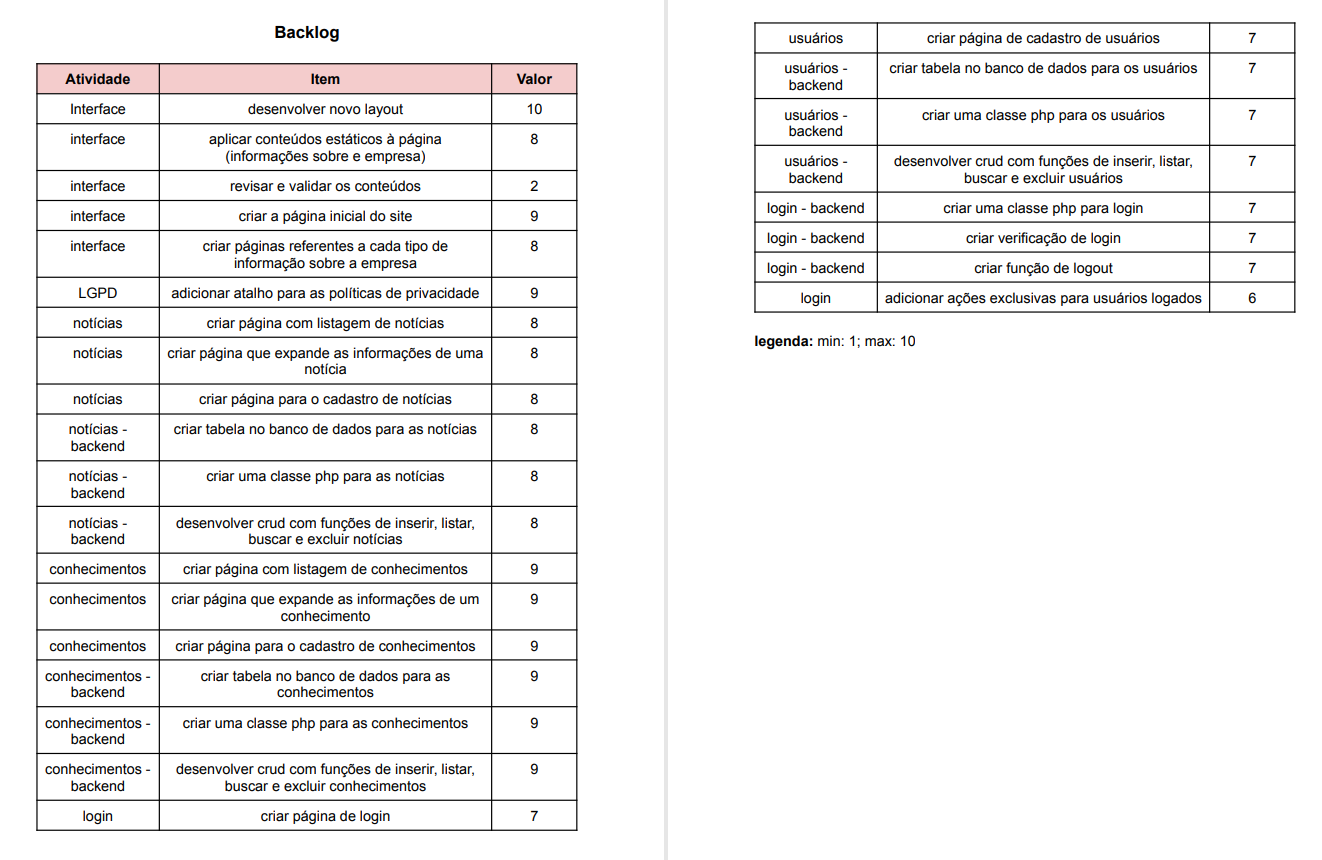 Backlog
Atividade Item Valor
Interface desenvolver novo layout 10
interface aplicar conteúdos estáticos à página 8
(informações sobre e empresa)
interface revisar e validar os conteúdos 2
interface criar a página inicial do site 9
interface criar páginas referentes a cada tipo de 8
informação sobre a empresa
LGPD adicionar atalho para as políticas de privacidade 9
notícias criar página com listagem de notícias 8
notícias criar página que expande as informações de uma 8
notícia
notícias criar página para o cadastro de notícias 8
notícias - criar tabela no banco de dados para as notícias 8
backend
notícias - criar uma classe php para as notícias 8
backend
notícias - desenvolver crud com funções de inserir, listar, 8
backend buscar e excluir notícias
conhecimentos criar página com listagem de conhecimentos 9
conhecimentos criar página que expande as informações de um 9
conhecimento
conhecimentos criar página para o cadastro de conhecimentos 9
conhecimentos - criar tabela no banco de dados para as 9
backend conhecimentos
conhecimentos - criar uma classe php para as conhecimentos 9
backend
conhecimentos - desenvolver crud com funções de inserir, listar, 9
backend buscar e excluir conhecimentos
login criar página de login 7
usuários criar página de cadastro de usuários 7
usuários - criar tabela no banco de dados para os usuários 7
backend
usuários - criar uma classe php para os usuários 7
backend
usuários - desenvolver crud com funções de inserir, listar, 7
backend buscar e excluir usuários
login - backend criar uma classe php para login 7
login - backend criar verificação de login 7
login - backend criar função de logout 7
login adicionar ações exclusivas para usuários logados 6
legenda: min: 1; max: 10